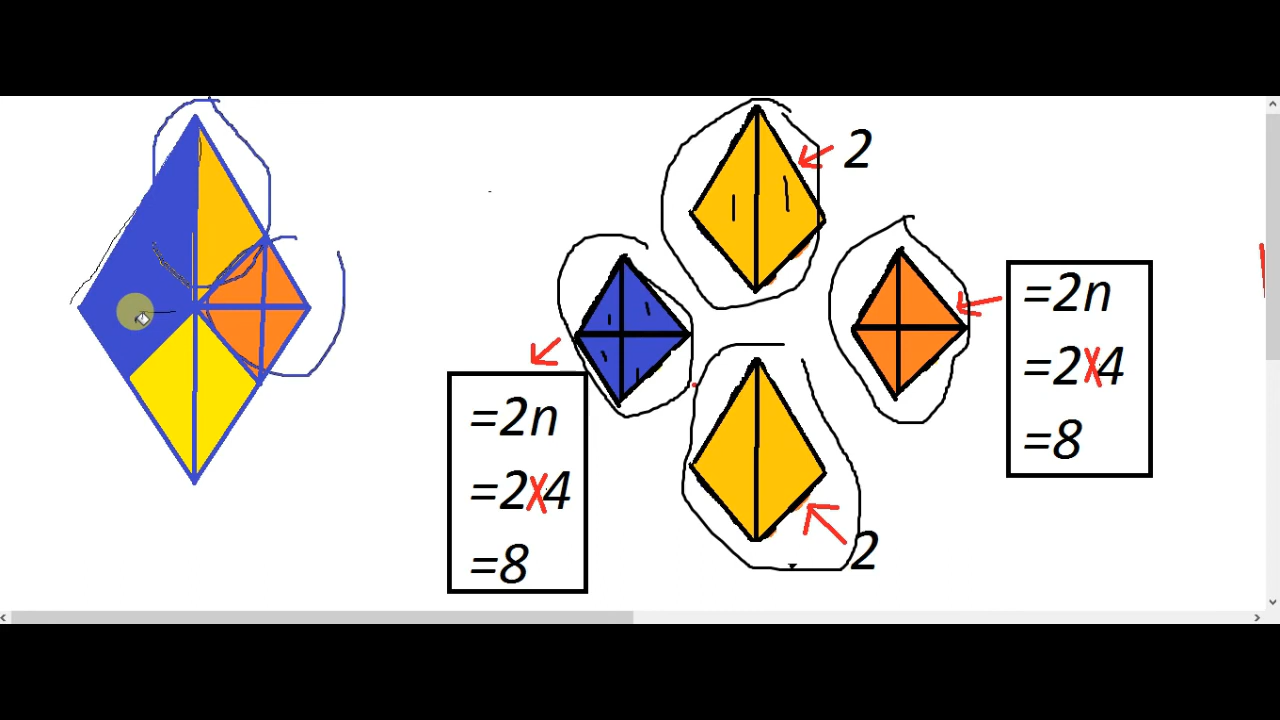 2
=2n
=2x4
=8
=2n
=2x4
=8
2